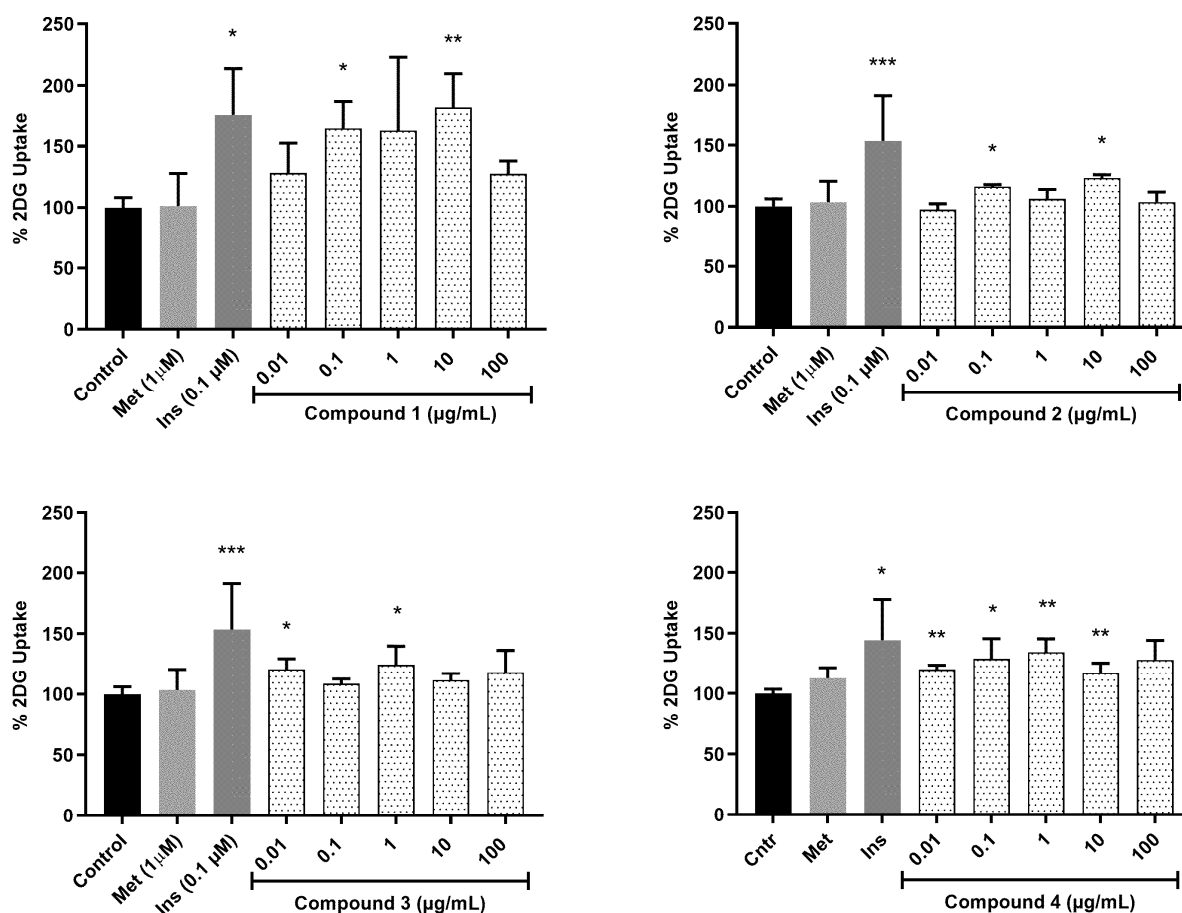 250
200
150
100
50
0
% 2DG Uptake
*
*
**
Control
Met (1μM)
Ins (0.1 μM)
0.01
0.1
1
10
100
Compound 1 (μg/mL)
250
200
150
100
50
0
% 2DG Uptake
***
*
*
Control
Met (1μM)
Ins (0.1 μM)
0.01
0.1
1
10
100
Compound 2 (μg/mL)
250
200
150
100
50
0
% 2DG Uptake
***
*
*
Control
Met (1μM)
Ins (0.1 μM)
0.01
0.1
1
10
100
Compound 3 (μg/mL)
250
200
150
100
50
0
% 2DG Uptake
*
**
*
**
**
Cntr
Met
Ins
0.01
0.1
1
10
100
Compound 4 (μg/mL)